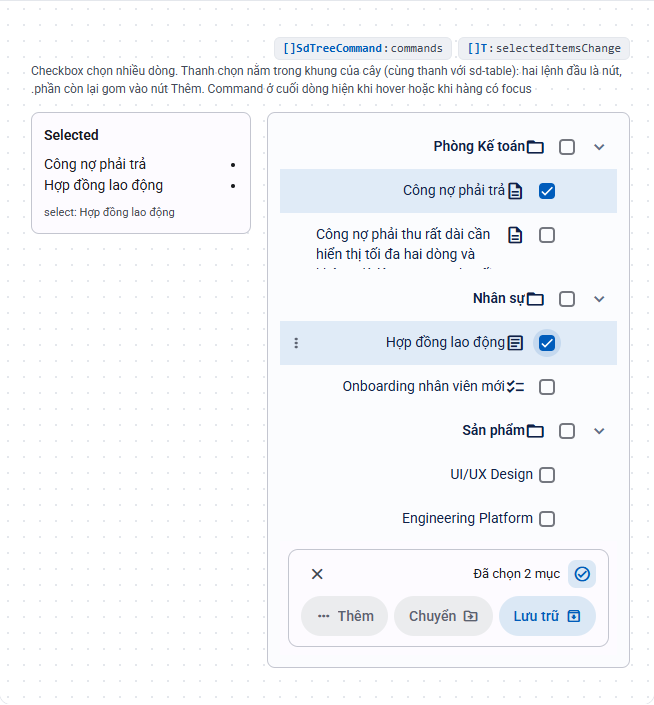 []SdTreeCommand: commands
[]T: selectedItemsChange
Checkbox chọn nhiều dòng. Thanh chọn nằm trong khung của cây (cùng thanh với sd-table): hai lệnh đầu là nút,
.phần còn lại gom vào nút Thêm. Command ở cuối dòng hiện khi hover hoặc khi hàng có focus
Selected
Công nợ phải trả
Hợp đồng lao động
select: Hợp đồng lao động
Phòng Kế toán
Công nợ phải trả
Công nợ phải thu rất dài cần
hiển thị tối đa hai dòng và
Nhân sự
Hợp đồng lao động
Onboarding nhân viên mới
Sản phẩm
UI/UX Design
Engineering Platform
Đã chọn 2 mục
Thêm
Chuyển
Lưu trữ